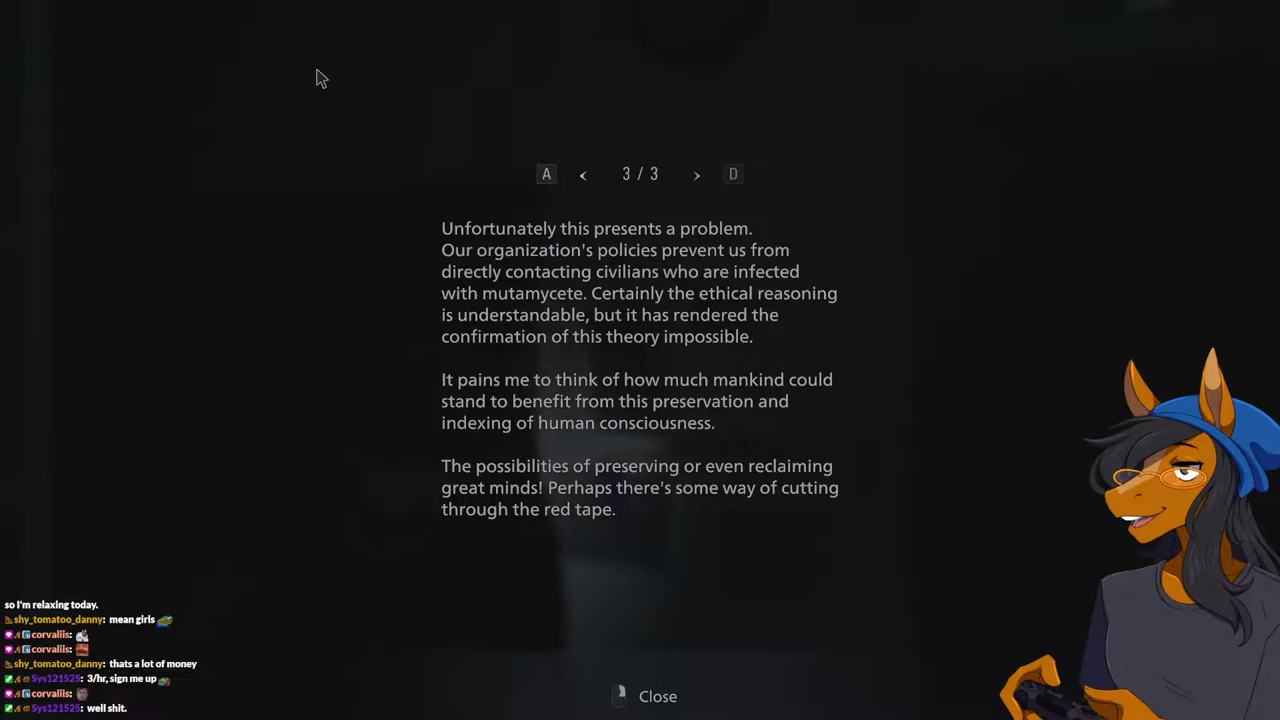 A < 3 / 3 > D
Unfortunately this presents a problem.
Our organization's policies prevent us from
directly contacting civilians who are infected
with mutamycete. Certainly the ethical reasoning
is understandable, but it has rendered the
confirmation of this theory impossible.
It pains me to think of how much mankind could
stand to benefit from this preservation and
indexing of human consciousness.
The possibilities of preserving or even reclaiming
great minds! Perhaps there's some way of cutting
through the red tape.
so I'm relaxing today.
shy_tomatoo_danny: mean girls
corvaliis:
corvaliis:
shy_tomatoo_danny: thats a lot of money
Sys121525: 3/hr, sign me up
corvaliis:
Sys121525: well shit.
Close